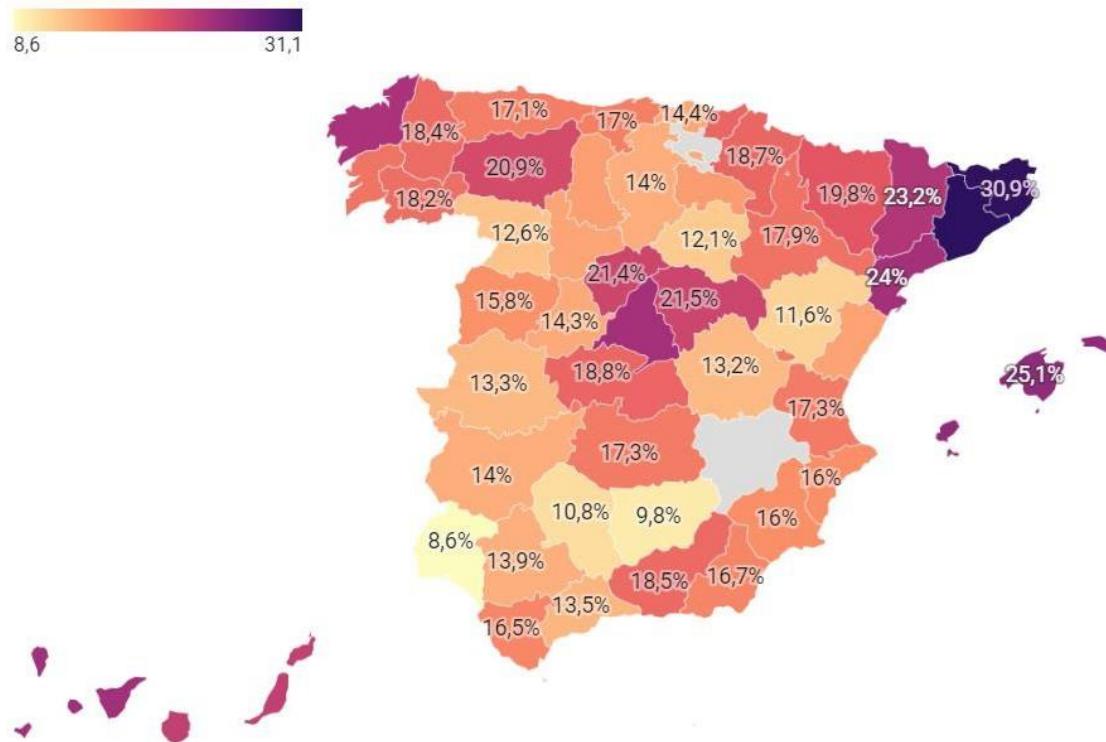 8,6 31,1
17,1% 17% 14,4%
18,4%
20,9% 18,7%
18,2% 14% 19,8% 23,2% 30,9%
12,6% 12,1% 17,9%
21,4% 24%
15,8% 14,3% 21,5% 11,6%
18,8% 13,2% 25,1%
13,3%
17,3%
17,3%
14% 16%
10,8% 9,8% 16%
8,6% 13,9%
18,5% 16,7%
13,5%
16,5%